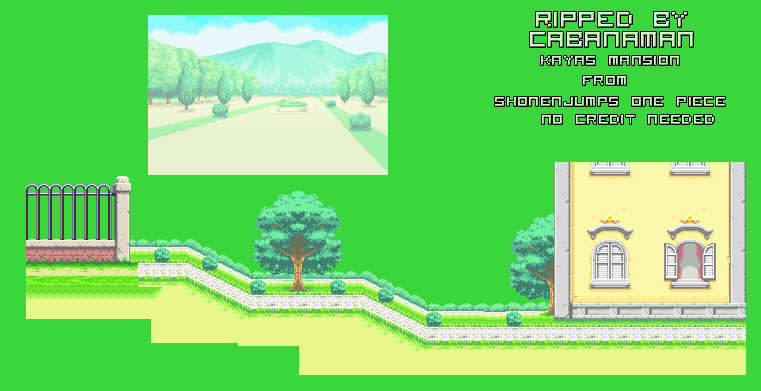 RIPPED BY
CABANAMAN
KAYAS MANSION
FROM
SHONENJUMPS ONE PIECE
NO CREDIT NEEDED